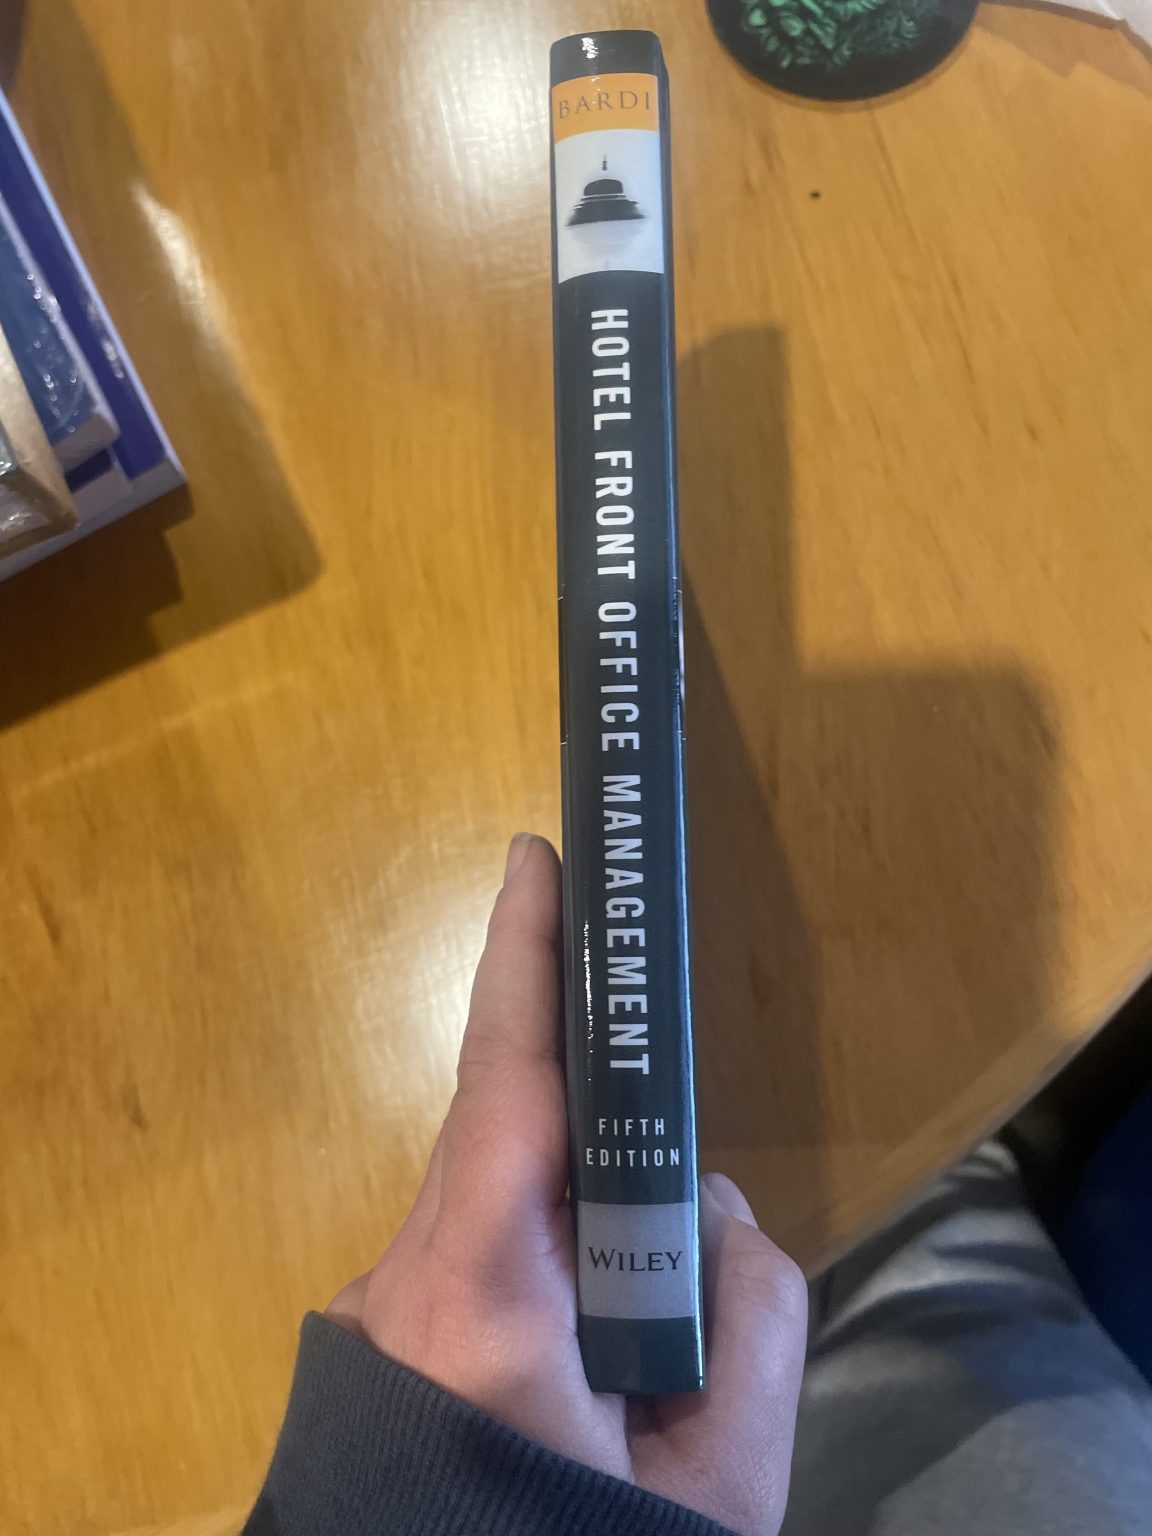 BARDI
HOTEL FRONT OFFICE MANAGEMENT
FIFTH
EDITION
WILEY